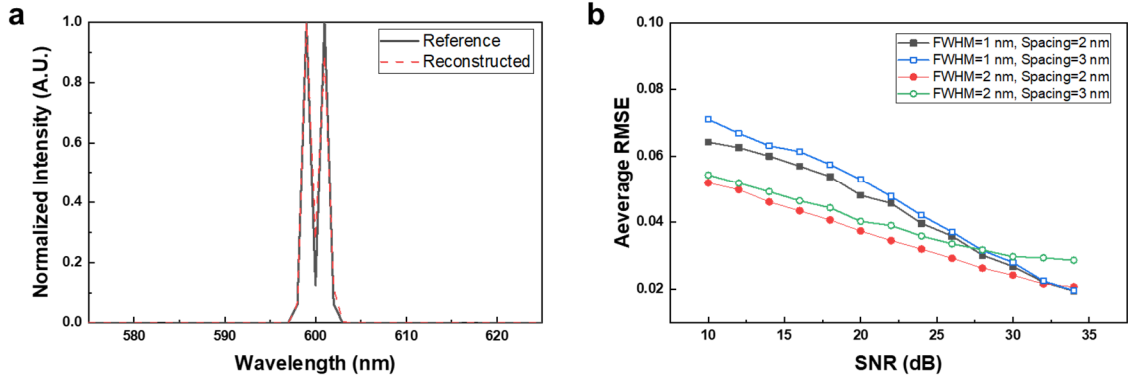 a
Normalized Intensity (A.U.)
1.0
0.8
0.6
0.4
0.2
0.0
580
590
600
610
620
Wavelength (nm)
Reference
Reconstructed
b
Aeverage RMSE
0.10
0.08
0.06
0.04
0.02
10
15
20
25
30
35
SNR (dB)
FWHM=1 nm, Spacing=2 nm
FWHM=1 nm, Spacing=3 nm
FWHM=2 nm, Spacing=2 nm
FWHM=2 nm, Spacing=3 nm